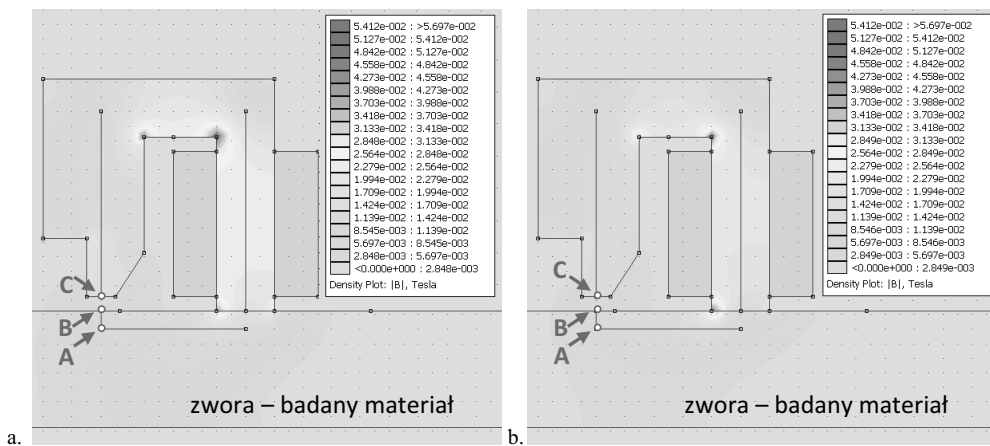 5.412e-002 : >5.697e-002
5.127e-002 : 5.412e-002
4.842e-002 : 5.127e-002
4.558e-002 : 4.842e-002
4.273e-002 : 4.558e-002
3.988e-002 : 4.273e-002
3.703e-002 : 3.988e-002
3.418e-002 : 3.703e-002
3.133e-002 : 3.418e-002
2.848e-002 : 3.133e-002
2.564e-002 : 2.848e-002
2.279e-002 : 2.564e-002
1.994e-002 : 2.279e-002
1.709e-002 : 1.994e-002
1.424e-002 : 1.709e-002
1.139e-002 : 1.424e-002
8.545e-003 : 1.139e-002
5.697e-003 : 8.545e-003
2.848e-003 : 5.697e-003
<0.000e+000 : 2.848e-003
Density Plot: |B|, Tesla
C
B
A
zwora – badany materiał
a.
5.412e-002 : >5.697e-002
5.127e-002 : 5.412e-002
4.842e-002 : 5.127e-002
4.558e-002 : 4.842e-002
4.273e-002 : 4.558e-002
3.988e-002 : 4.273e-002
3.703e-002 : 3.988e-002
3.418e-002 : 3.703e-002
3.133e-002 : 3.418e-002
2.849e-002 : 3.133e-002
2.564e-002 : 2.849e-002
2.279e-002 : 2.564e-002
1.994e-002 : 2.279e-002
1.709e-002 : 1.994e-002
1.424e-002 : 1.709e-002
1.139e-002 : 1.424e-002
8.546e-003 : 1.139e-002
5.697e-003 : 8.546e-003
2.849e-003 : 5.697e-003
<0.000e+000 : 2.849e-003
Density Plot: |B|, Tesla
C
B
A
zwora – badany materiał
b.